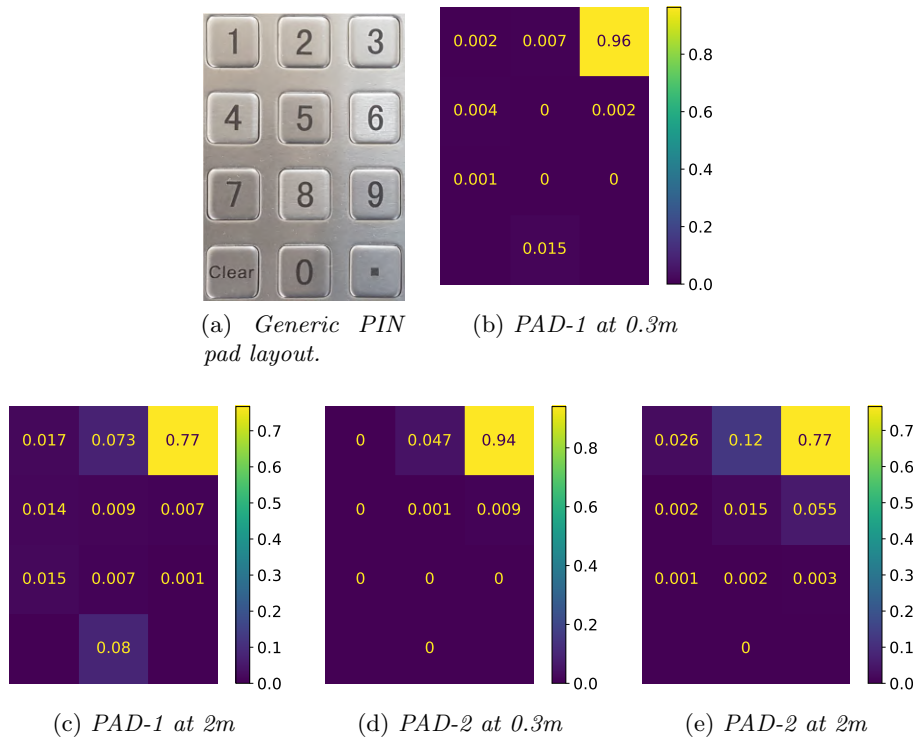 1 2 3
4 5 6
7 8 9
Clear 0 ■
(a) Generic PIN
pad layout.
0.002 0.007 0.96
0.004 0 0.002
0.001 0 0
0.015
0.8
0.6
0.4
0.2
0.0
(b) PAD-1 at 0.3m
0.017 0.073 0.77
0.014 0.009 0.007
0.015 0.007 0.001
0.08
0.7
0.6
0.5
0.4
0.3
0.2
0.1
0.0
(c) PAD-1 at 2m
0 0.047 0.94
0 0.001 0.009
0 0 0
0
0.8
0.6
0.4
0.2
0.0
(d) PAD-2 at 0.3m
0.026 0.12 0.77
0.002 0.015 0.055
0.001 0.002 0.003
0
0.7
0.6
0.5
0.4
0.3
0.2
0.1
0.0
(e) PAD-2 at 2m